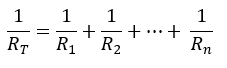 1/R_T = 1/R_1 + 1/R_2 + ⋯ + 1/R_n